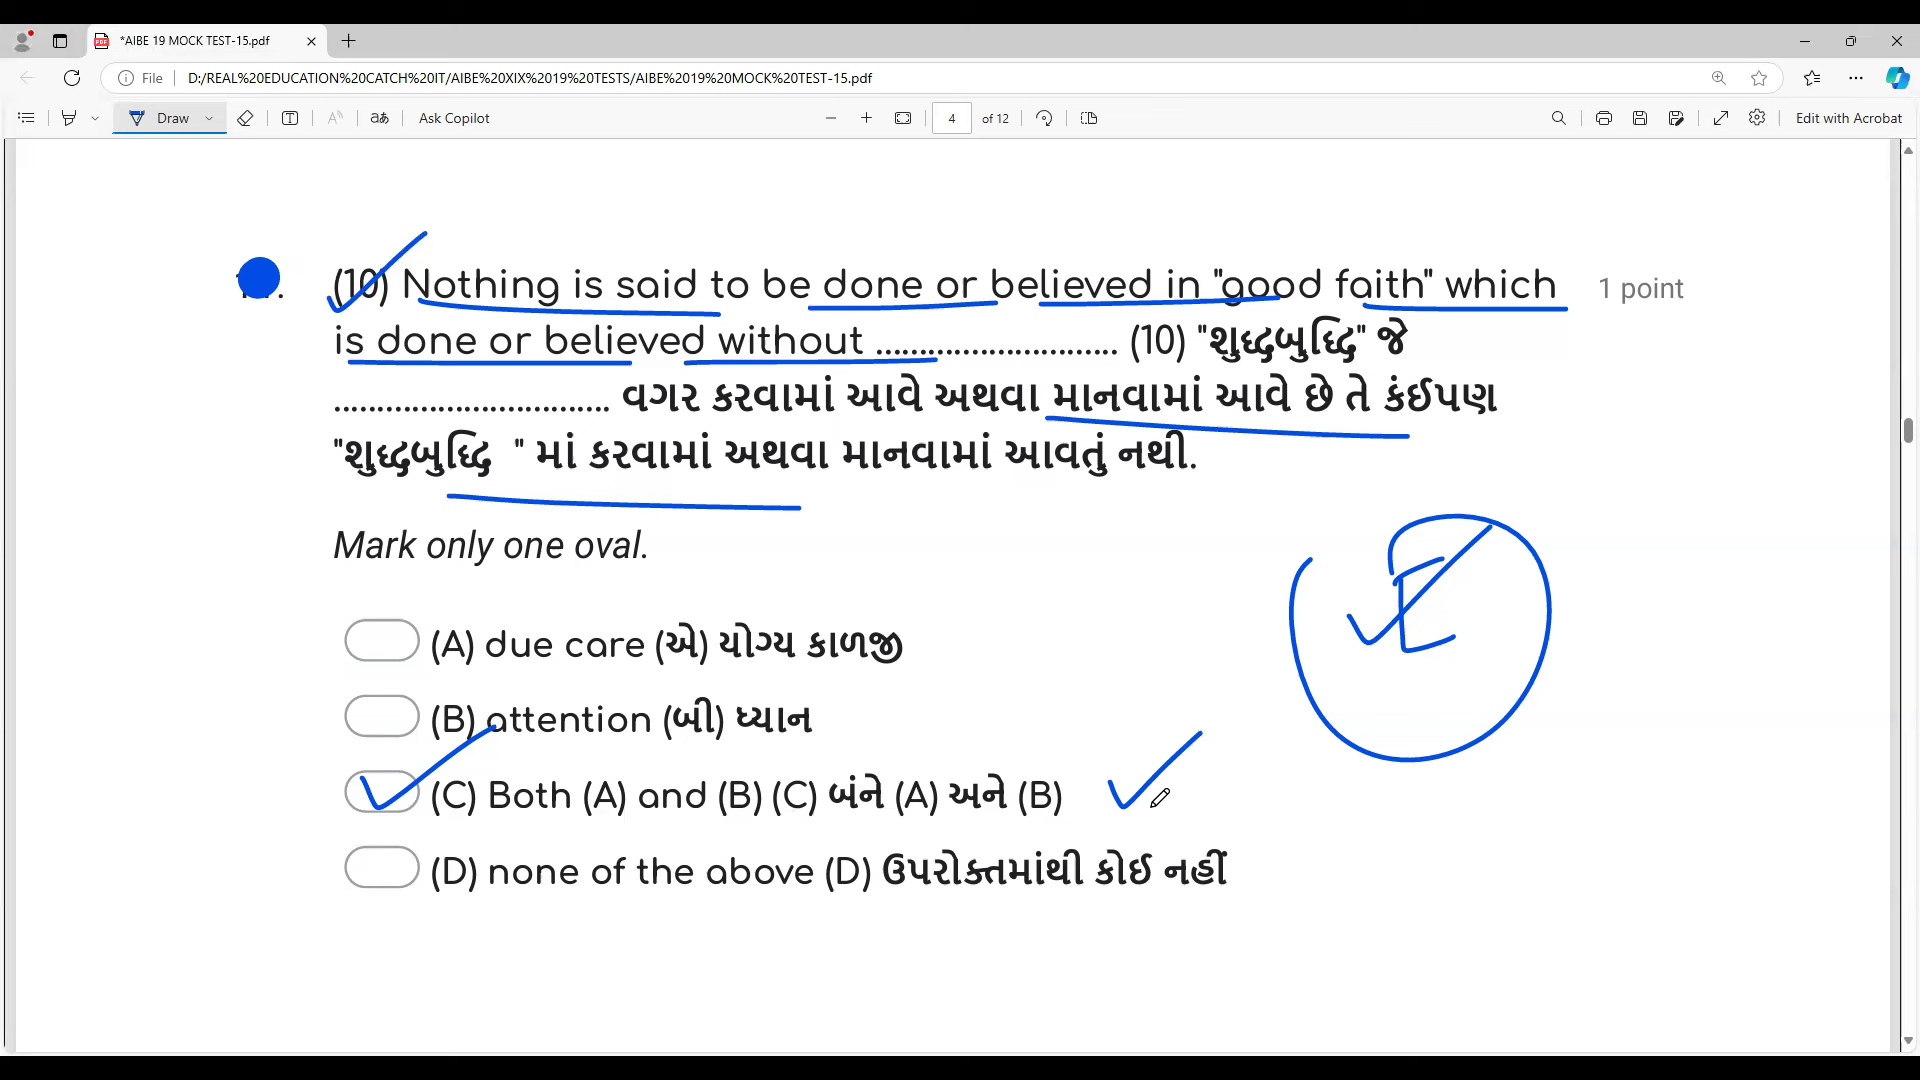 *AIBE 19 MOCK TEST-15.pdf
File D:/REAL%20EDUCATION%20CATCH%20IT/AIBE%20XIX%2019%20TESTS/AIBE%2019%20MOCK%20TEST-15.pdf
Draw Ask Copilot 4 of 12 Edit with Acrobat
(10) Nothing is said to be done or believed in "good faith" which 1 point
is done or believed without ............................. (10) "શુધ્ધબુધ્ધિ" જે
................................. વગર કરવામાં આવે અથવા માનવામાં આવે છે તે કંઈપણ
"શુધ્ધબુધ્ધિ " માં કરવામાં અથવા માનવામાં આવતું નથી.
Mark only one oval.
(A) due care (એ) યોગ્ય કાળજી
(B) attention (બી) ધ્યાન
(C) Both (A) and (B) (C) બંને (A) અને (B)
(D) none of the above (D) ઉપરોક્તમાંથી કોઈ નહીં